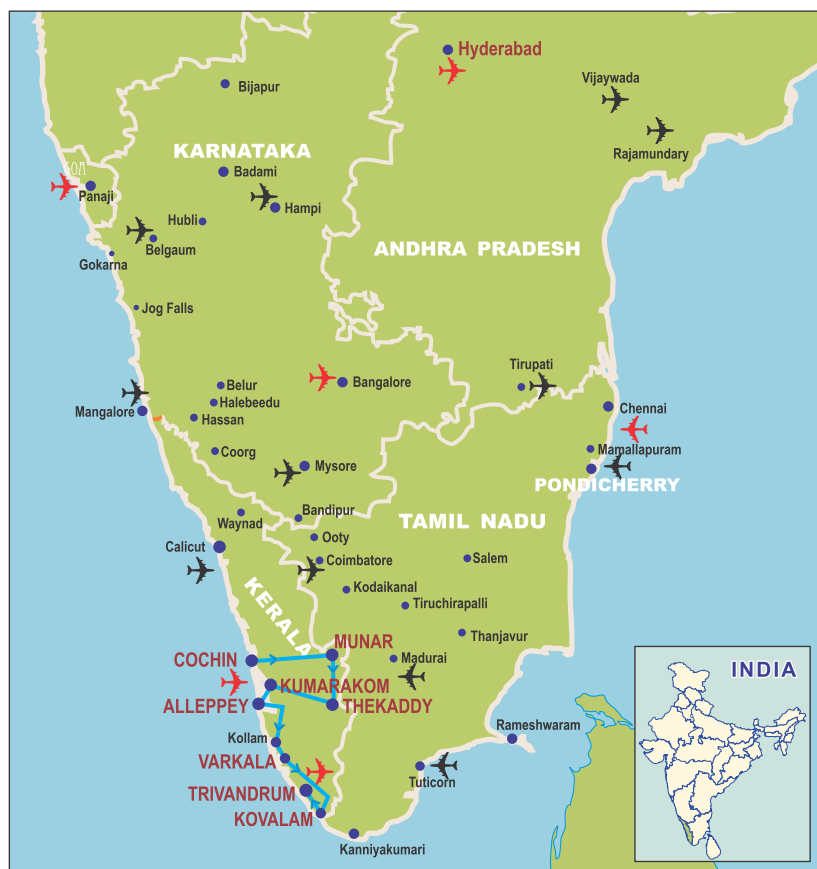 Hyderabad
Vijaywada
Bijapur
Rajamundary
KARNATAKA
GOA
Badami
Panaji
Hampi
Hubli
Belgaum
ANDHRA PRADESH
Gokarna
Jog Falls
Tirupati
Bangalore
Belur
Halebeedu
Chennai
Mangalore
Hassan
Coorg
Mamallapuram
Mysore
PONDICHERRY
Bandipur
Waynad
TAMIL NADU
Ooty
Calicut
Coimbatore
Salem
Kodaikanal
KERALA
Tiruchirapalli
Thanjavur
MUNAR
COCHIN
Madurai
INDIA
KUMARAKOM
ALLEPPEY
THEKADDY
Rameshwaram
Kollam
VARKALA
Tuticorn
TRIVANDRUM
KOVALAM
Kanniyakumari